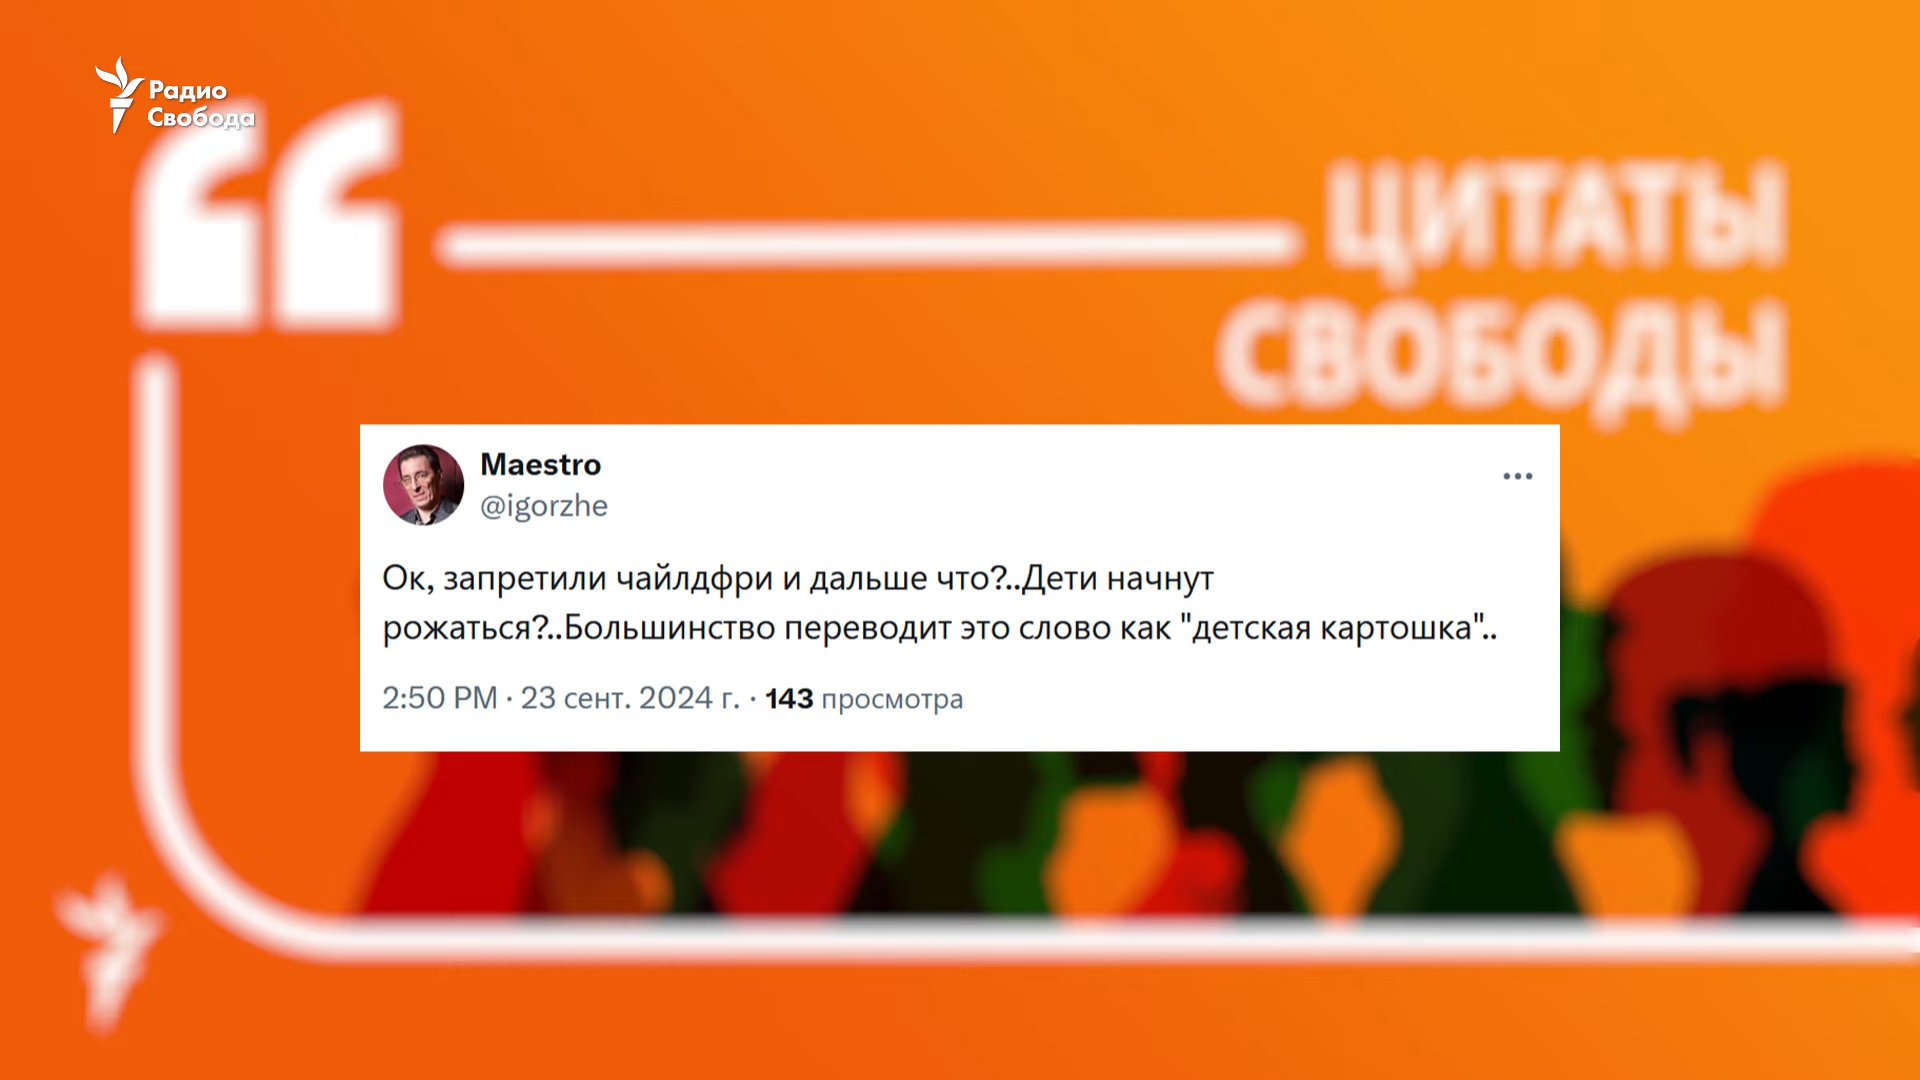 Радио
Свобода
ЦИТАТЫ
СВОБОДЫ
Maestro
@igorzhe
Ок, запретили чайлдфри и дальше что?..Дети начнут
рожаться?..Большинство переводит это слово как "детская картошка"..
2:50 PM · 23 сент. 2024 г. · 143 просмотра